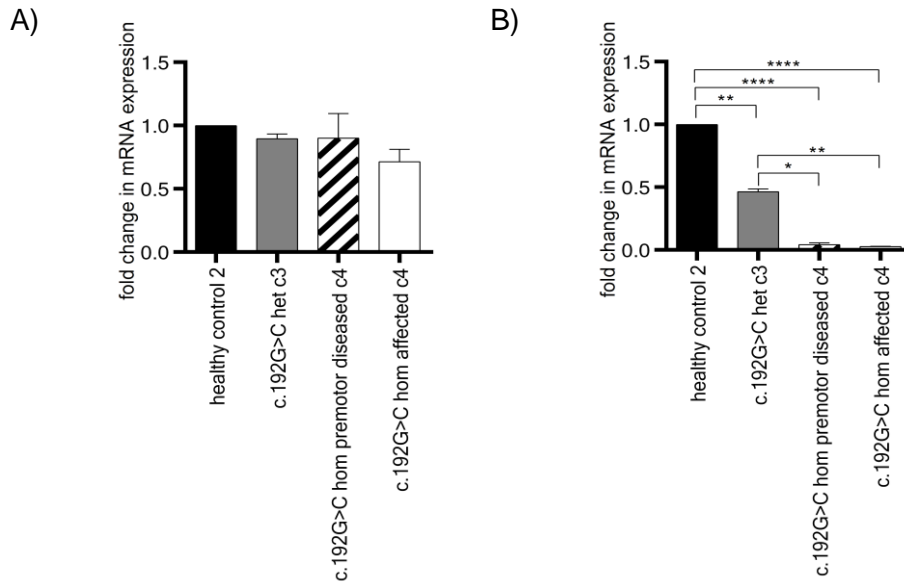 A)
fold change in mRNA expression
1.5
1.0
0.5
0.0
healthy control 2
c.192G>C het c3
c.192G>C hom premotor diseased c4
c.192G>C hom affected c4
B)
fold change in mRNA expression
1.5
1.0
0.5
0.0
****
****
**
**
*
healthy control 2
c.192G>C het c3
c.192G>C hom premotor diseased c4
c.192G>C hom affected c4